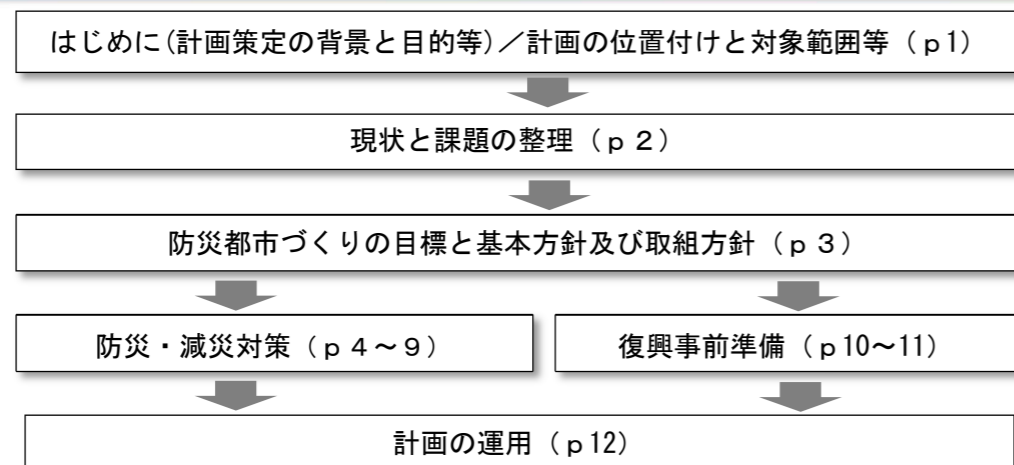 はじめに(計画策定の背景と目的等)／計画の位置付けと対象範囲等（ｐ1）
現状と課題の整理（ｐ２）
防災都市づくりの目標と基本方針及び取組方針（ｐ３）
防災・減災対策（ｐ４～９）
復興事前準備（ｐ10～11）
計画の運用（ｐ12）